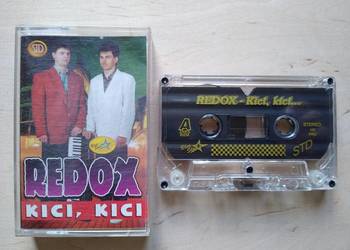 STD
REDOX
KICI, KICI
REDOX - Kici, kici...
A
STEREO
STD